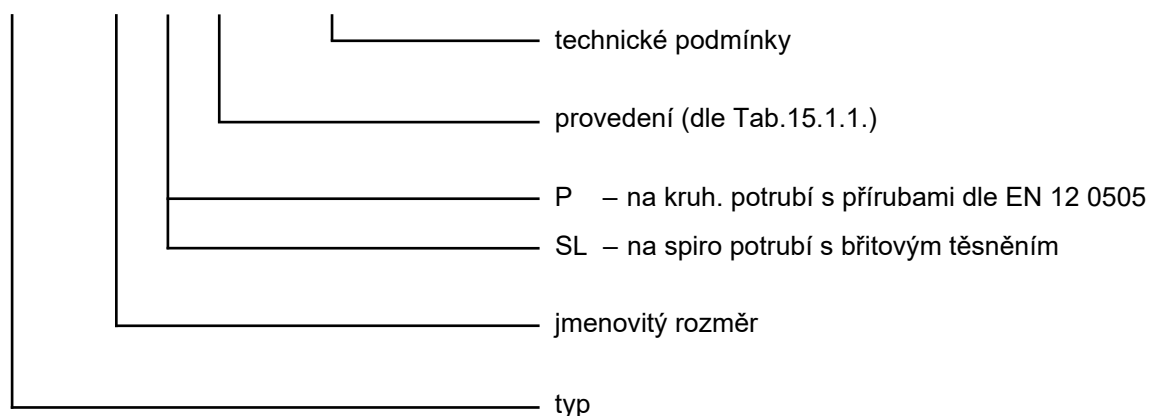 technické podmínky
provedení (dle Tab.15.1.1.)
P – na kruh. potrubí s přírubami dle EN 12 0505
SL – na spiro potrubí s břitovým těsněním
jmenovitý rozměr
typ